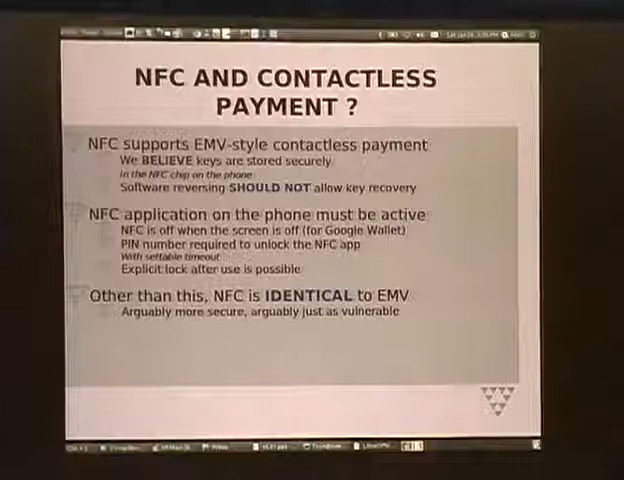 NFC AND CONTACTLESS
PAYMENT ?
NFC supports EMV-style contactless payment
We BELIEVE keys are stored securely
In the NFC chip on the phone
Software reversing SHOULD NOT allow key recovery
NFC application on the phone must be active
NFC is off when the screen is off (for Google Wallet)
PIN number required to unlock the NFC app
With settable timeout
Explicit lock after use is possible
Other than this, NFC is IDENTICAL to EMV
Arguably more secure, arguably just as vulnerable